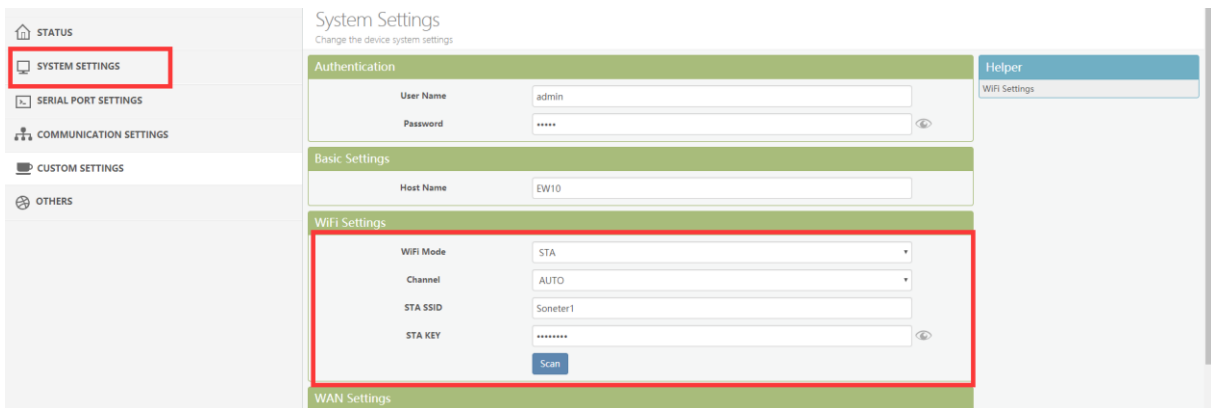 STATUS
SYSTEM SETTINGS
SERIAL PORT SETTINGS
COMMUNICATION SETTINGS
CUSTOM SETTINGS
OTHERS
System Settings
Change the device system settings
Authentication
User Name admin
Password •••••
Basic Settings
Host Name EW10
WiFi Settings
WiFi Mode STA
Channel AUTO
STA SSID Soneter1
STA KEY ••••••••
Scan
WAN Settings
Helper
WiFi Settings